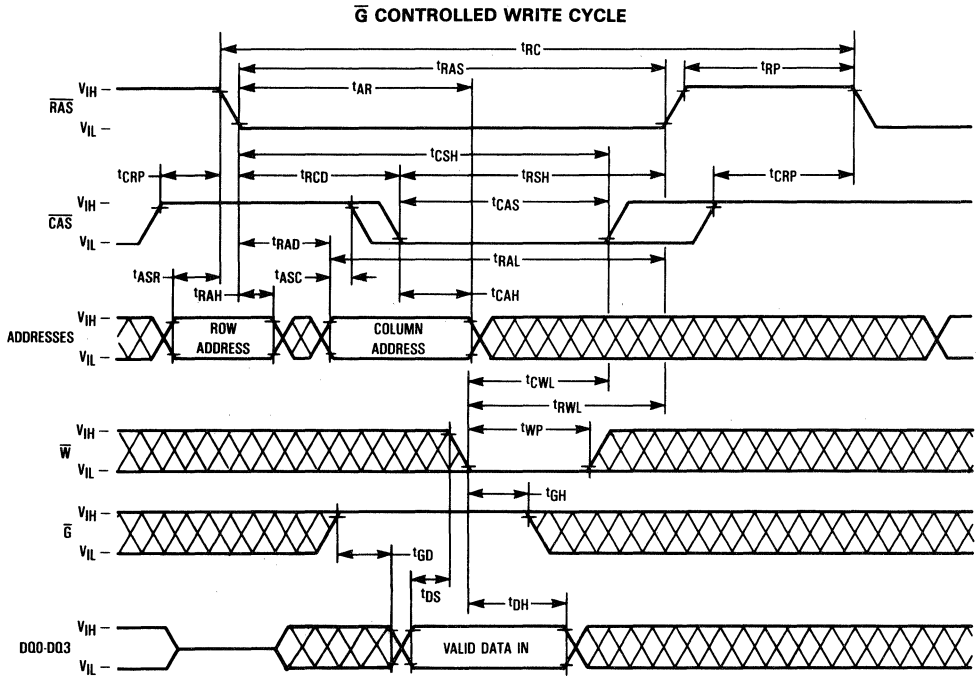 G̅ CONTROLLED WRITE CYCLE
tRC
tRAS
tRP
tAR
VIH
R̅A̅S̅
VIL
tCSH
tCRP
tRCD
tRSH
tCRP
VIH
tCAS
C̅A̅S̅
VIL
tRAD
tRAL
tASR
tASC
tRAH
tCAH
VIH
ADDRESSES
ROW ADDRESS
COLUMN ADDRESS
VIL
tCWL
tRWL
VIH
tWP
W̅
VIL
tGH
VIH
G̅
VIL
tGD
tDS
tDH
VIH
DQ0-DQ3
VALID DATA IN
VIL